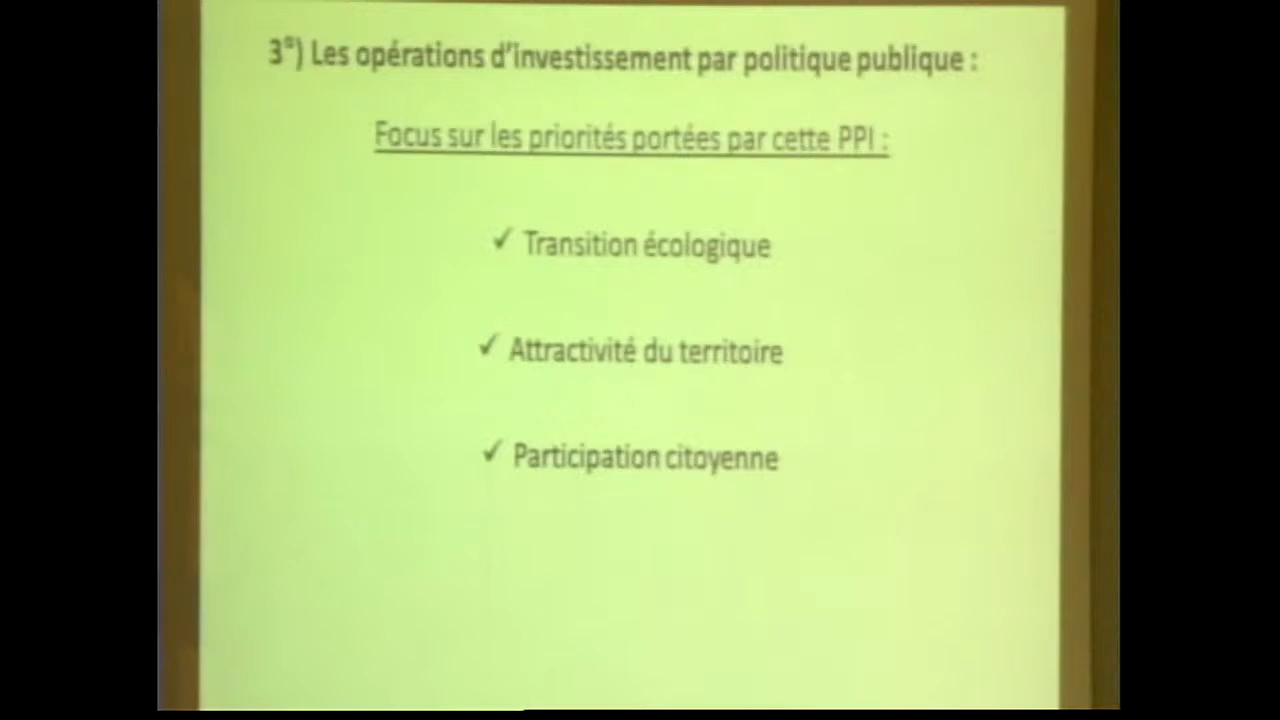 3°) Les opérations d'investissement par politique publique :
Focus sur les priorités portées par cette PPI :
✓ Transition écologique
✓ Attractivité du territoire
✓ Participation citoyenne